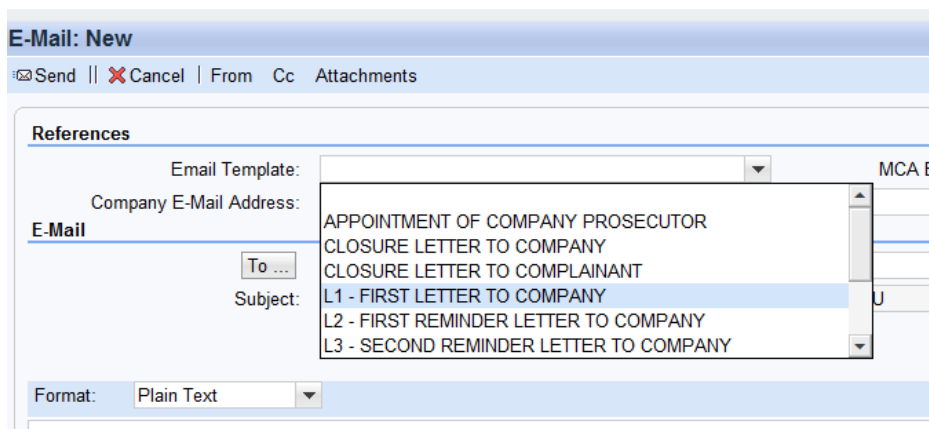 E-Mail: New
Send || Cancel | From Cc Attachments
References
Email Template: MCA
Company E-Mail Address:
APPOINTMENT OF COMPANY PROSECUTOR
E-Mail
CLOSURE LETTER TO COMPANY
To ...
CLOSURE LETTER TO COMPLAINANT
Subject: L1 - FIRST LETTER TO COMPANY U
L2 - FIRST REMINDER LETTER TO COMPANY
L3 - SECOND REMINDER LETTER TO COMPANY
Format: Plain Text